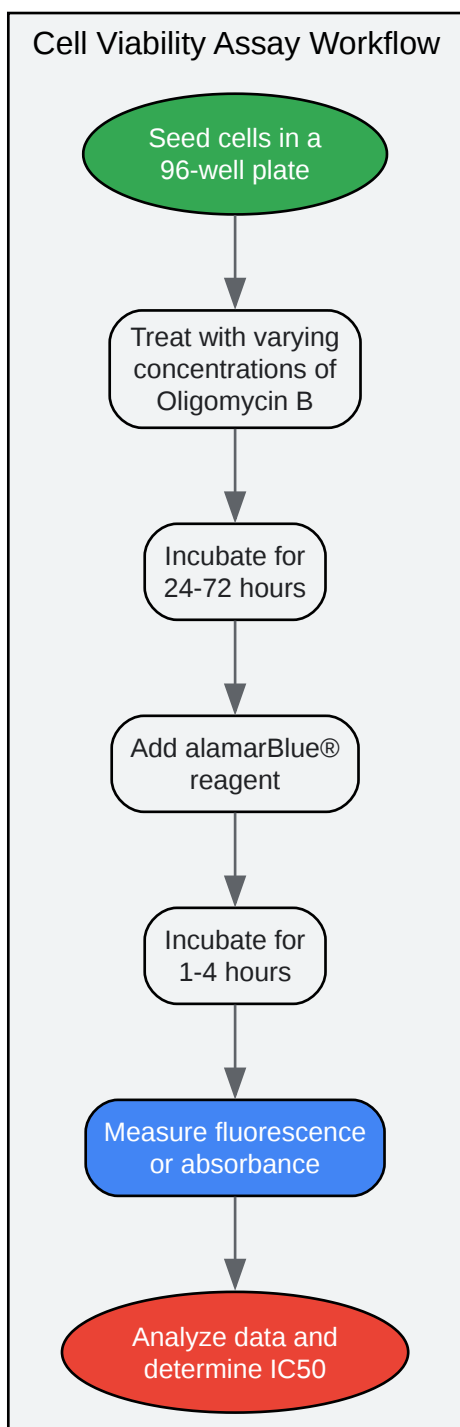 Cell Viability Assay Workflow
Seed cells in a
96-well plate
Treat with varying
concentrations of
Oligomycin B
Incubate for
24-72 hours
Add alamarBlue®
reagent
Incubate for
1-4 hours
Measure fluorescence
or absorbance
Analyze data and
determine IC50